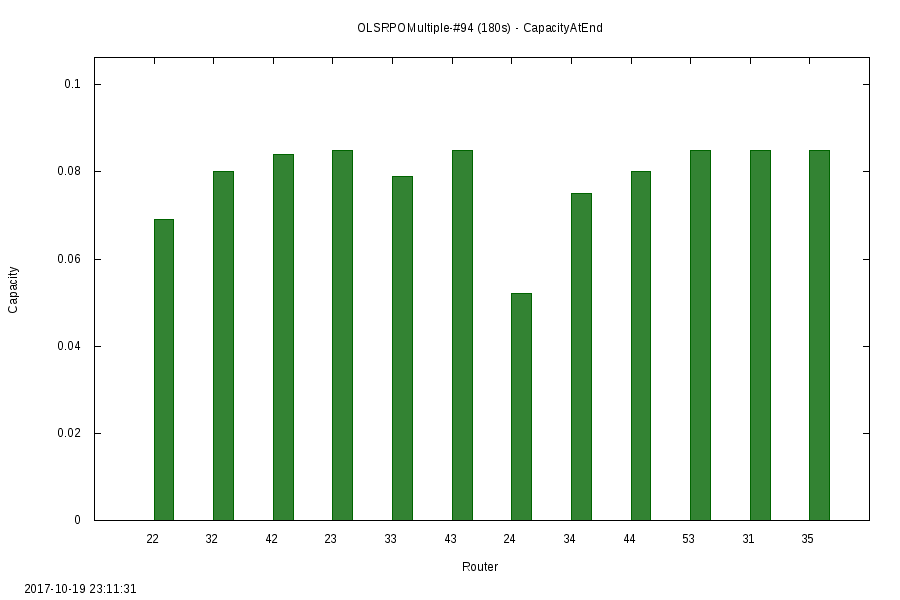 OLSRPOMultiple-#94 (180s) - CapacityAtEnd
0.1
0.08
0.06
0.04
0.02
0
Capacity
22 32 42 23 33 43 24 34 44 53 31 35
Router
2017-10-19 23:11:31